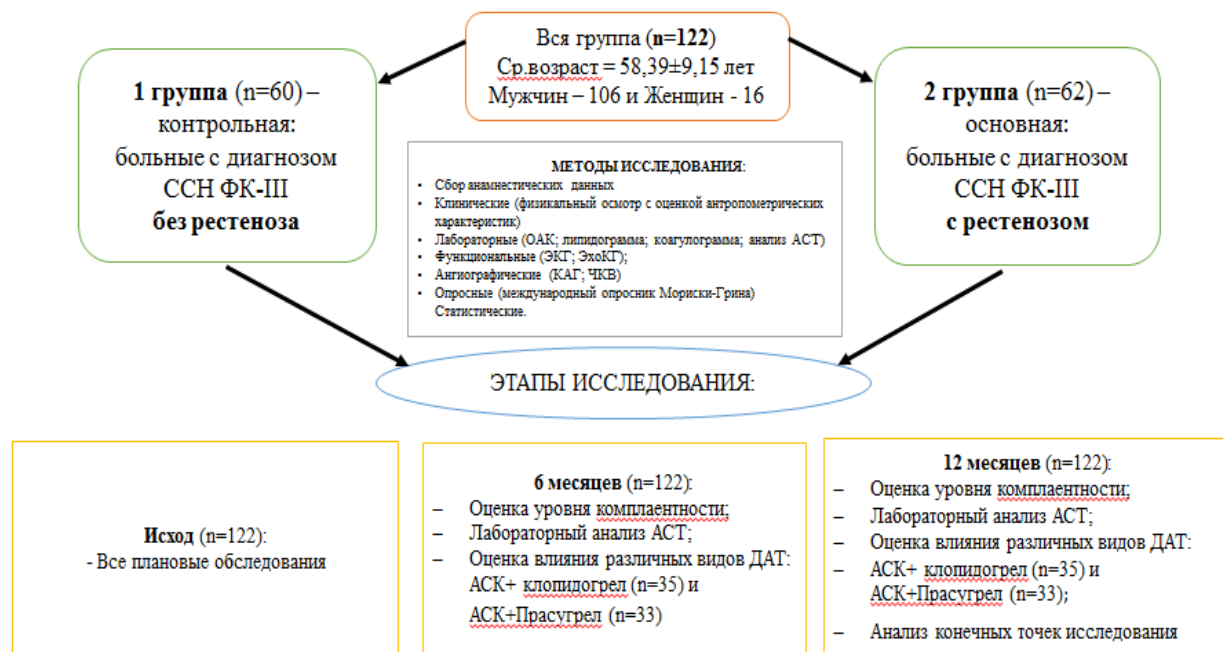 Вся группа (n=122)
Ср.возраст = 58,39±9,15 лет
Мужчин – 106 и Женщин - 16
1 группа (n=60) –
контрольная:
больные с диагнозом
ССН ФК-III
без рестеноза
2 группа (n=62) –
основная:
больные с диагнозом
ССН ФК-III
с рестенозом
МЕТОДЫ ИССЛЕДОВАНИЯ:
• Сбор анамнестических данных
• Клинические (физикальный осмотр с оценкой антропометрических
характеристик)
• Лабораторные (ОАК; липидограмма; коагулограмма; анализ АСТ)
• Функциональные (ЭКГ; ЭхоКГ);
• Ангиографические (КАГ; ЧКВ)
• Опросные (международный опросник Мориски-Грина)
Статистические.
ЭТАПЫ ИССЛЕДОВАНИЯ:
Исход (n=122):
- Все плановые обследования
6 месяцев (n=122):
– Оценка уровня комплаентности;
– Лабораторный анализ АСТ;
– Оценка влияния различных видов ДАТ:
АСК+ клопидогрел (n=35) и
АСК+Прасугрел (n=33)
12 месяцев (n=122):
– Оценка уровня комплаентности;
– Лабораторный анализ АСТ;
– Оценка влияния различных видов ДАТ:
– АСК+ клопидогрел (n=35) и
АСК+Прасугрел (n=33);
– Анализ конечных точек исследования